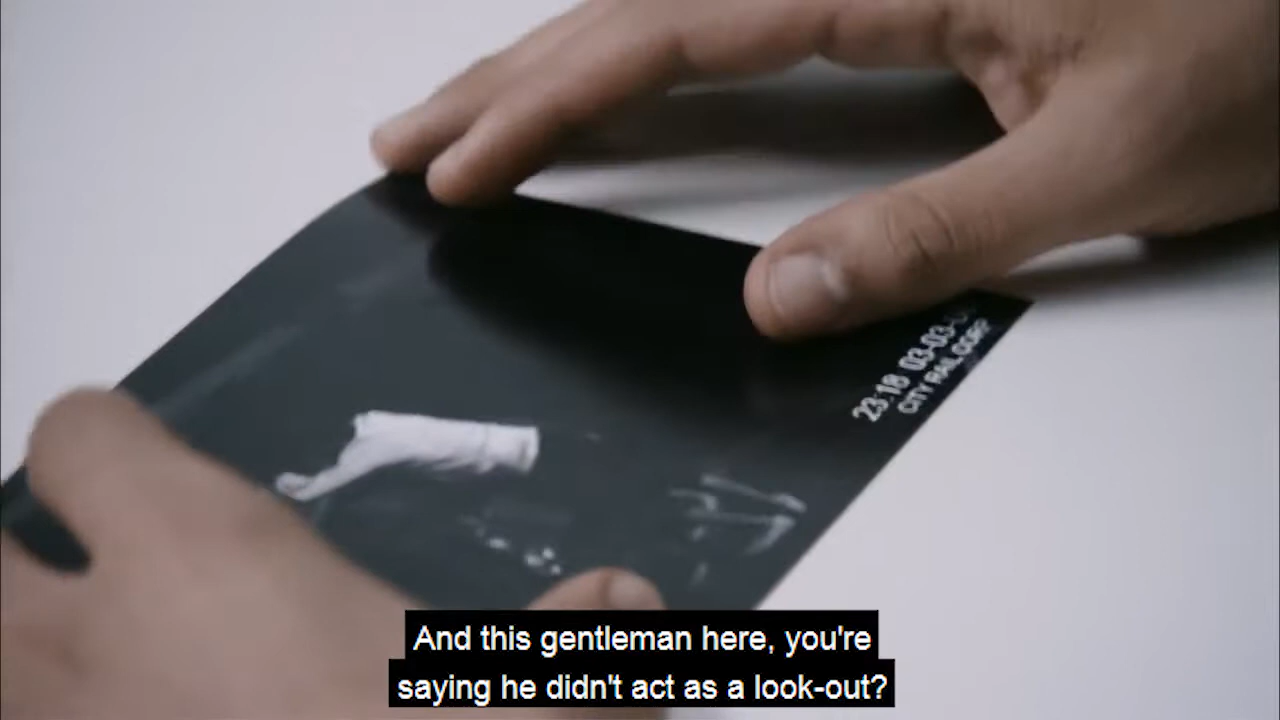 23:18 03-03-0
CITY RAIL CORP
And this gentleman here, you're
saying he didn't act as a look-out?